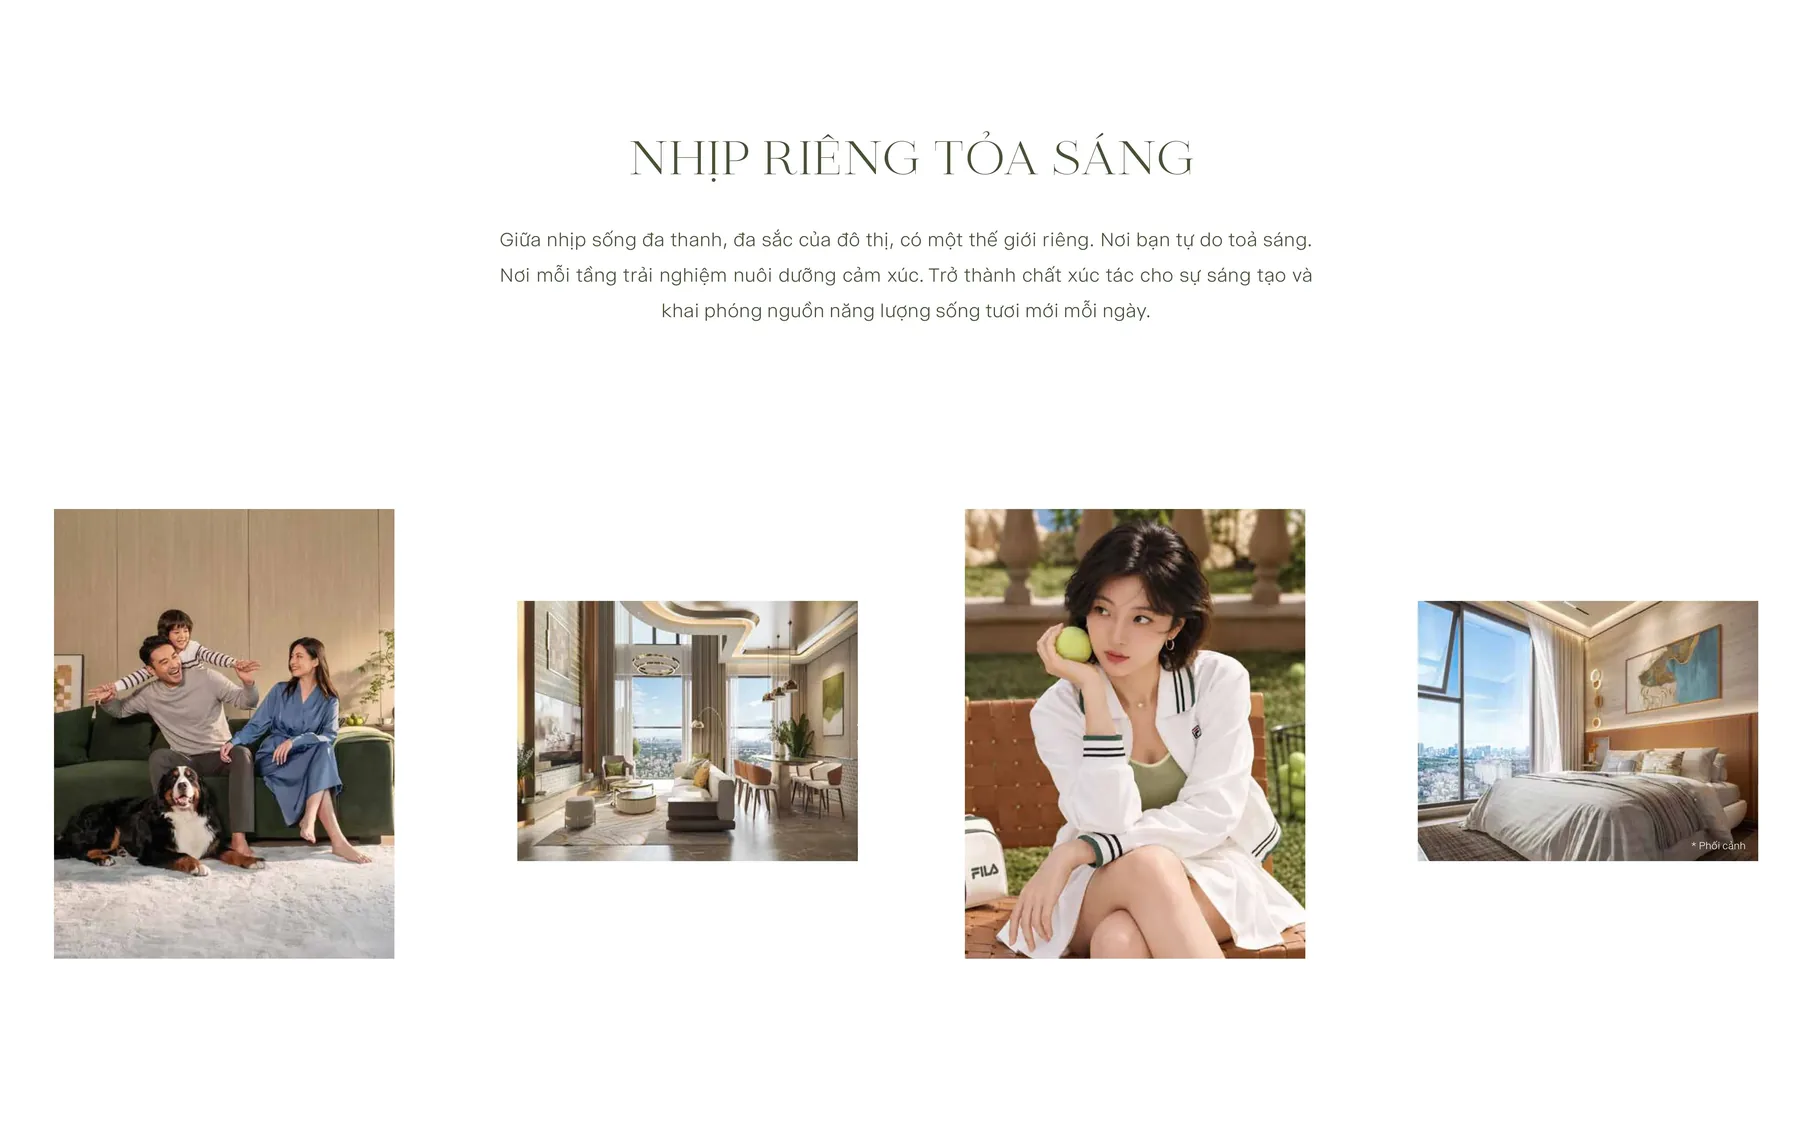 NHỊP RIÊNG TỎA SÁNG
Giữa nhịp sống đa thanh, đa sắc của đô thị, có một thế giới riêng. Nơi bạn tự do toả sáng.
Nơi mỗi tầng trải nghiệm nuôi dưỡng cảm xúc. Trở thành chất xúc tác cho sự sáng tạo và
khai phóng nguồn năng lượng sống tươi mới mỗi ngày.
FILA
* Phối cảnh